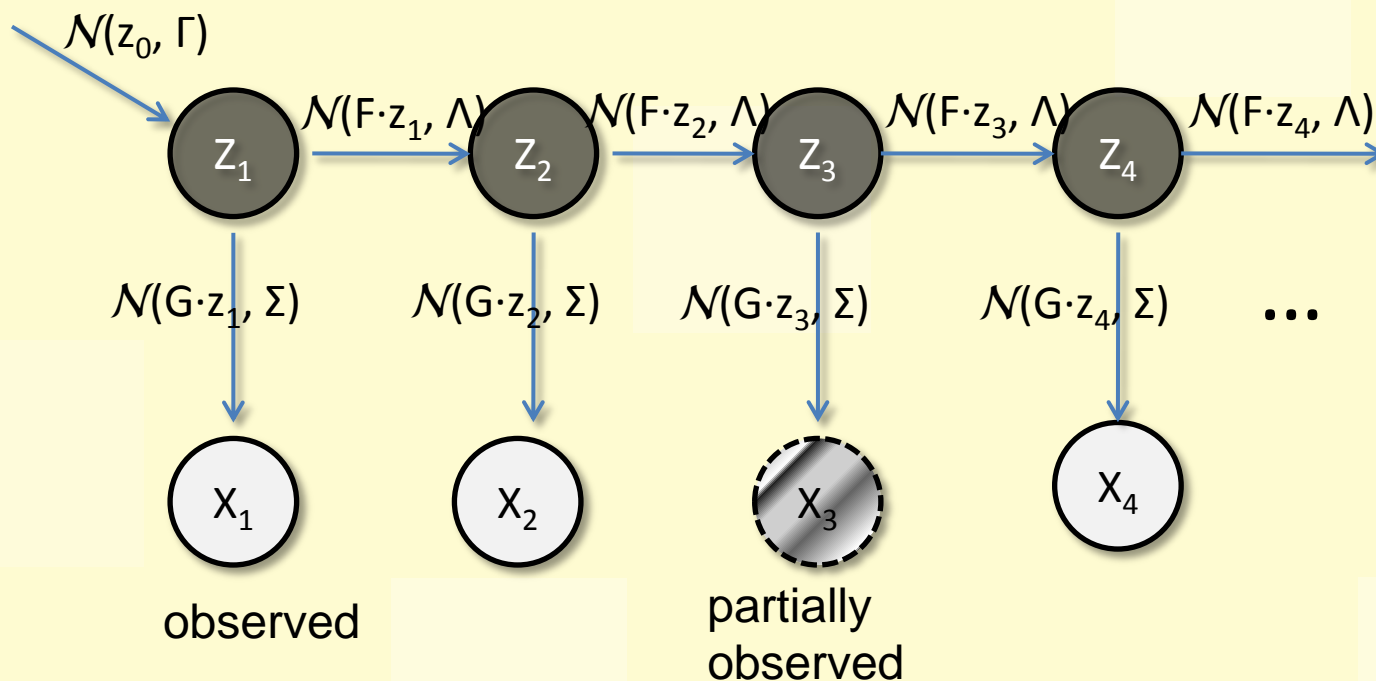 𝒩(z₀, Γ)
𝒩(F·z₁, Λ) 𝒩(F·z₂, Λ) 𝒩(F·z₃, Λ) 𝒩(F·z₄, Λ)
Z₁ Z₂ Z₃ Z₄
𝒩(G·z₁, Σ) 𝒩(G·z₂, Σ) 𝒩(G·z₃, Σ) 𝒩(G·z₄, Σ) ...
X₁ X₂ X₃ X₄
observed
partially
observed